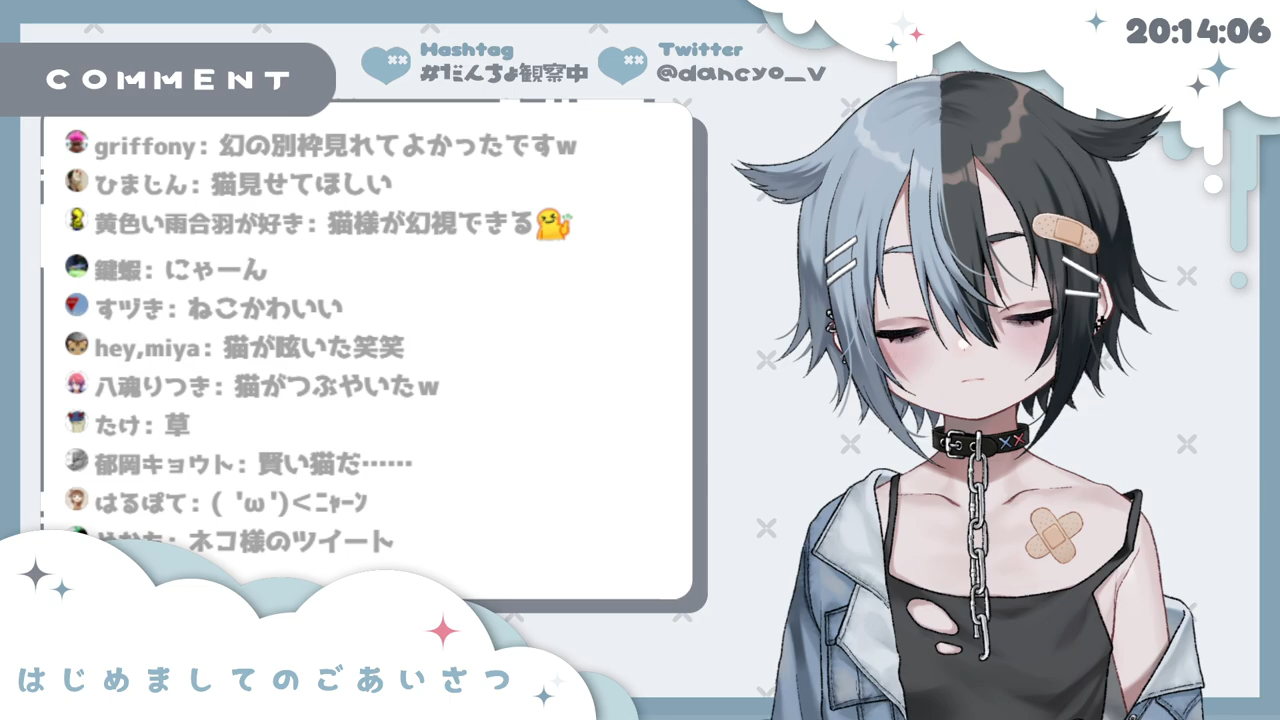 20:14:06
COMMENT
Hashtag
#だんちょ観察中
Twitter
@dancyo_v
griffony: 幻の別枠見れてよかったですw
ひまじん: 猫見せてほしい
黄色い雨合羽が好き: 猫様が幻視できる
鍵蝦: にゃーん
すヅき: ねこかわいい
hey,miya: 猫が呟いた笑笑
八魂りつき: 猫がつぶやいたw
たけ: 草
都岡キョウト: 賢い猫だ……
はるぽて: ( 'ω')<ﾆｬｰﾝ
ネコ様のツイート
はじめましてのごあいさつ